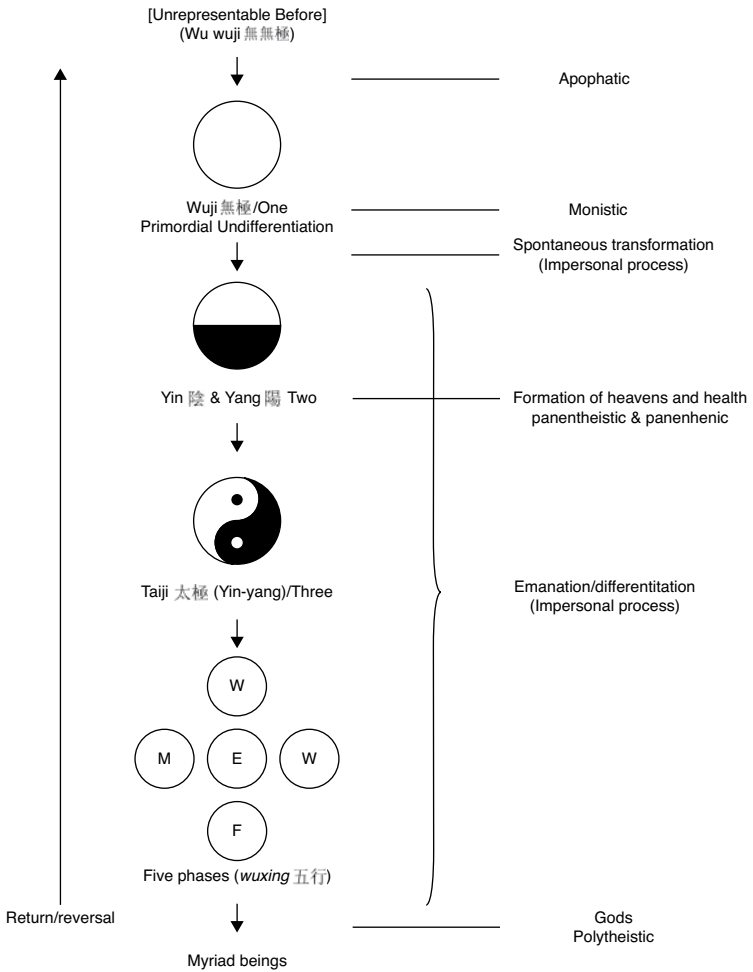 [Unrepresentable Before]
(Wu wuji 無無極)
Apophatic
Wuji 無極/One
Primordial Undifferentiation
Monistic
Spontaneous transformation
(Impersonal process)
Yin 陰 & Yang 陽 Two
Formation of heavens and health
panentheistic & panenhenic
Taiji 太極 (Yin-yang)/Three
Emanation/differentitation
(Impersonal process)
W
M E W
F
Five phases (wuxing 五行)
Return/reversal
Gods
Polytheistic
Myriad beings